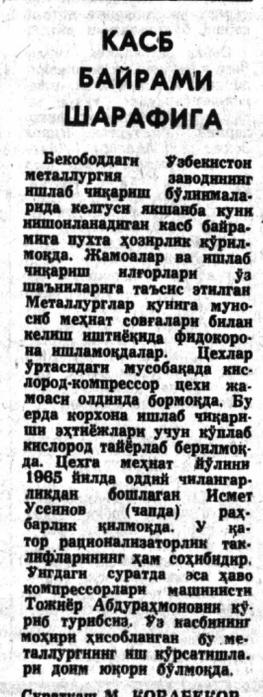 КАСБ
БАЙРАМИ
ШАРАФИГА
Бекободдаги Ўзбекистон
металлургия заводининг
ишлаб чиқариш бўлинмала-
рида келгуси якшанба куни
нишонланадиган касб байра-
мига пухта ҳозирлик кўрил-
моқда. Жамоалар ва ишлаб
чиқариш илғорлари ўз
шаъниларига таъсис этилган
Металлурглар кунига муно-
сиб меҳнат совғалари билан
келиш иштиёқида фидокоро-
на ишламоқдалар. Цехлар
ўртасидаги мусобақада кис-
лород-компрессор цехи жа-
моаси олдинда бормоқда. Бу
ерда корхона ишлаб чиқари-
ши эҳтиёжлари учун кўплаб
кислород тайёрлаб берилмоқ-
да. Цехга меҳнат йўлини
1965 йилда оддий чилангар-
ликдан бошлаган Исмет
Усеинов (чапда) раҳ-
барлик қилмоқда. У қа-
тор рационализаторлик так-
лифларининг ҳам соҳибидир.
Ўнгдаги суратда эса ҳаво
компрессорлари машинисти
Тожиёр Абдураҳмоновни кў-
риб турибсиз. Ўз касбининг
моҳири ҳисобланган бу ме-
таллургнинг иш кўрсатишла-
ри доим юқори бўлмоқда.